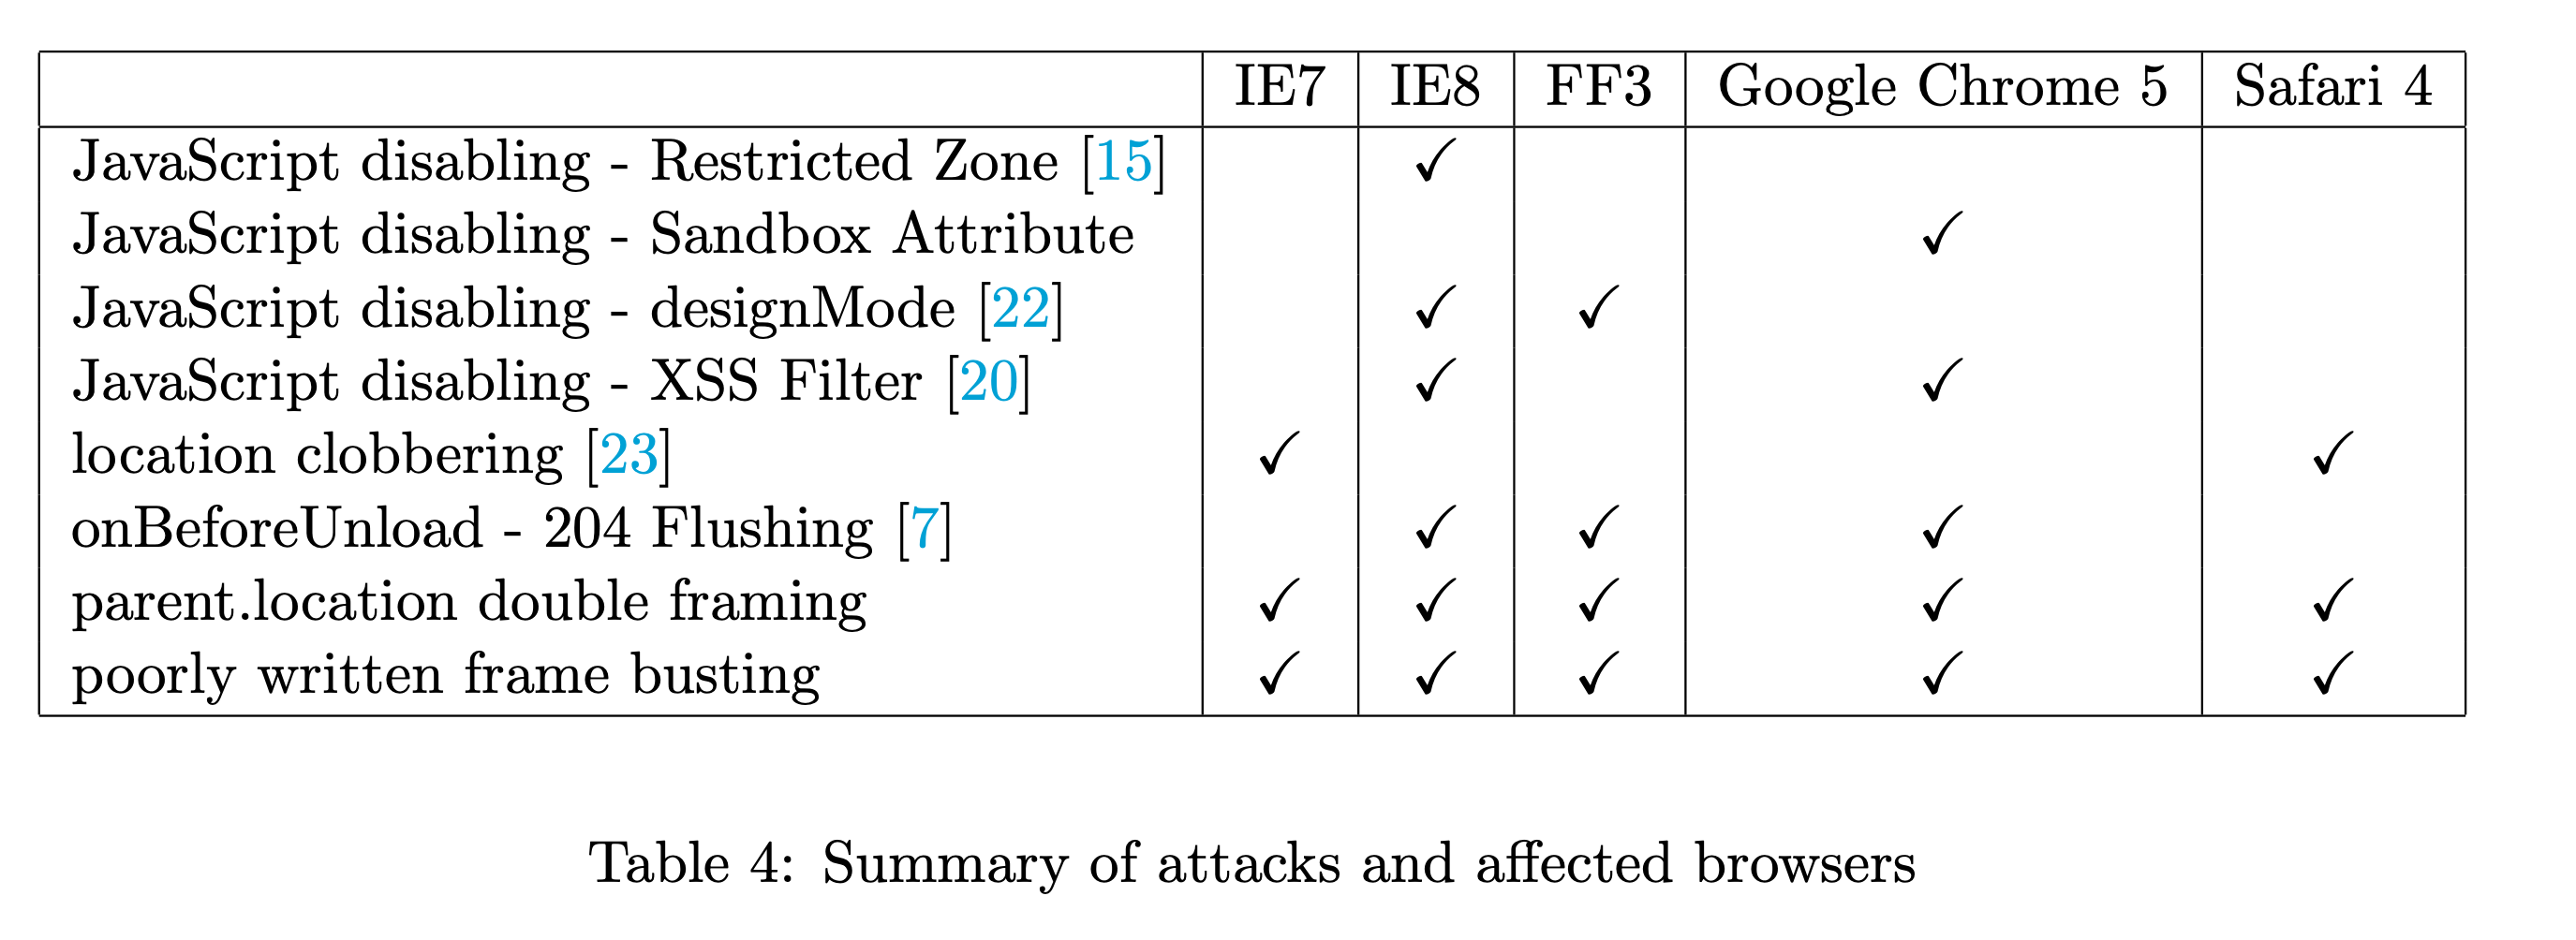 IE7 IE8 FF3 Google Chrome 5 Safari 4
JavaScript disabling - Restricted Zone [15] ✓
JavaScript disabling - Sandbox Attribute ✓
JavaScript disabling - designMode [22] ✓ ✓
JavaScript disabling - XSS Filter [20] ✓ ✓
location clobbering [23] ✓ ✓
onBeforeUnload - 204 Flushing [7] ✓ ✓ ✓
parent.location double framing ✓ ✓ ✓ ✓ ✓
poorly written frame busting ✓ ✓ ✓ ✓ ✓
Table 4: Summary of attacks and affected browsers